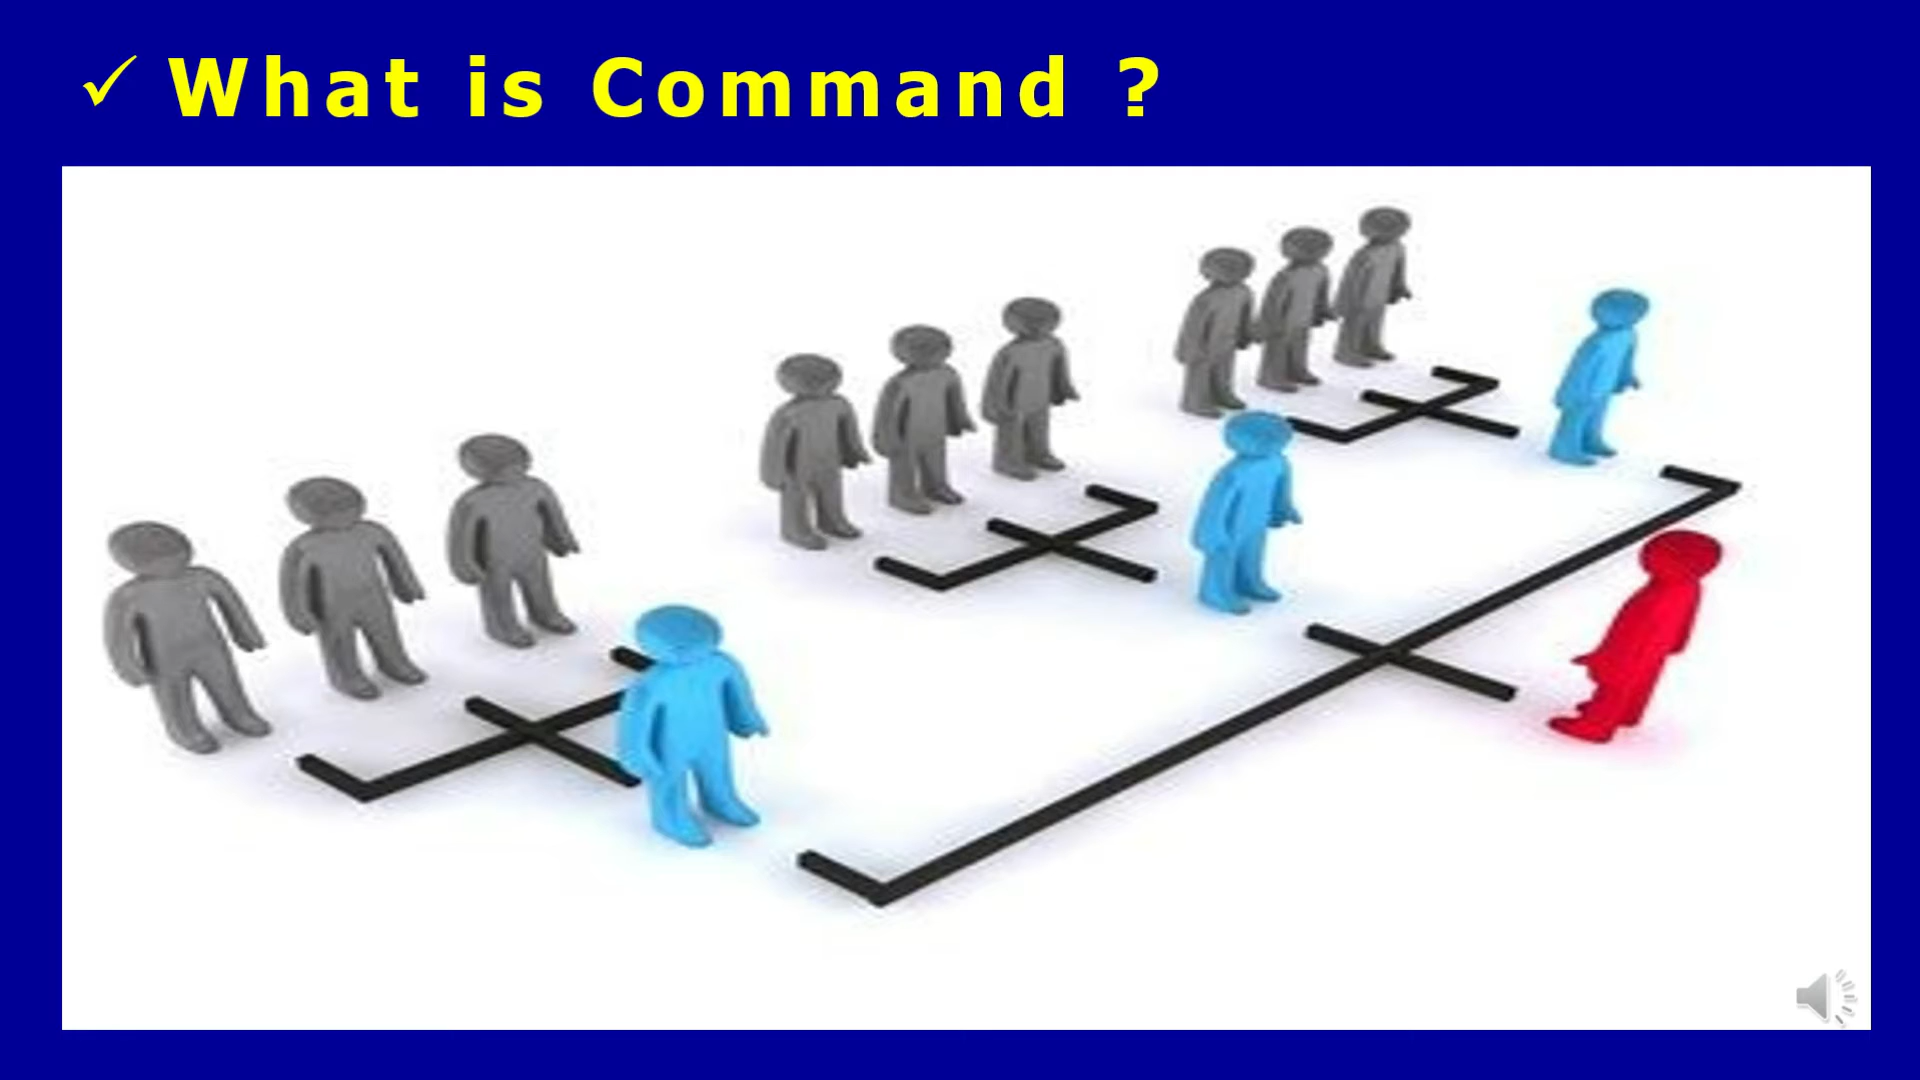 ✓ What is Command ?